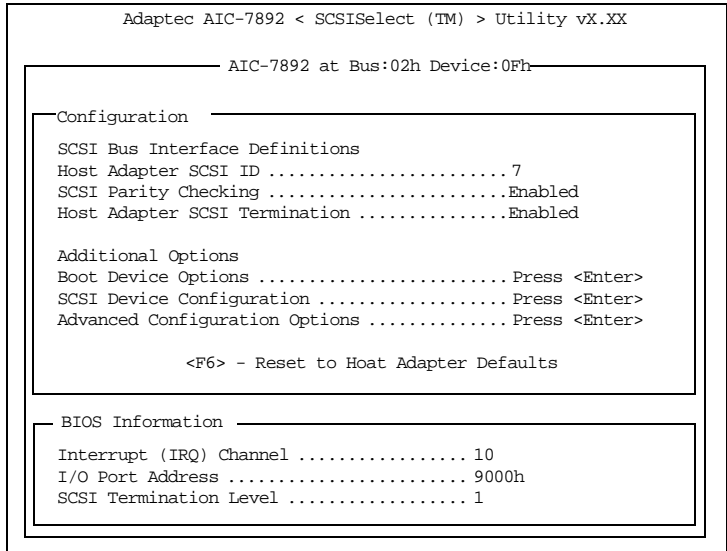 Adaptec AIC-7892 < SCSISelect (TM) > Utility vX.XX
AIC-7892 at Bus:02h Device:0Fh
Configuration
SCSI Bus Interface Definitions
Host Adapter SCSI ID ........................ 7
SCSI Parity Checking ........................Enabled
Host Adapter SCSI Termination ...............Enabled
Additional Options
Boot Device Options ......................... Press <Enter>
SCSI Device Configuration ................... Press <Enter>
Advanced Configuration Options .............. Press <Enter>
<F6> - Reset to Hoat Adapter Defaults
BIOS Information
Interrupt (IRQ) Channel ................. 10
I/O Port Address ........................ 9000h
SCSI Termination Level .................. 1